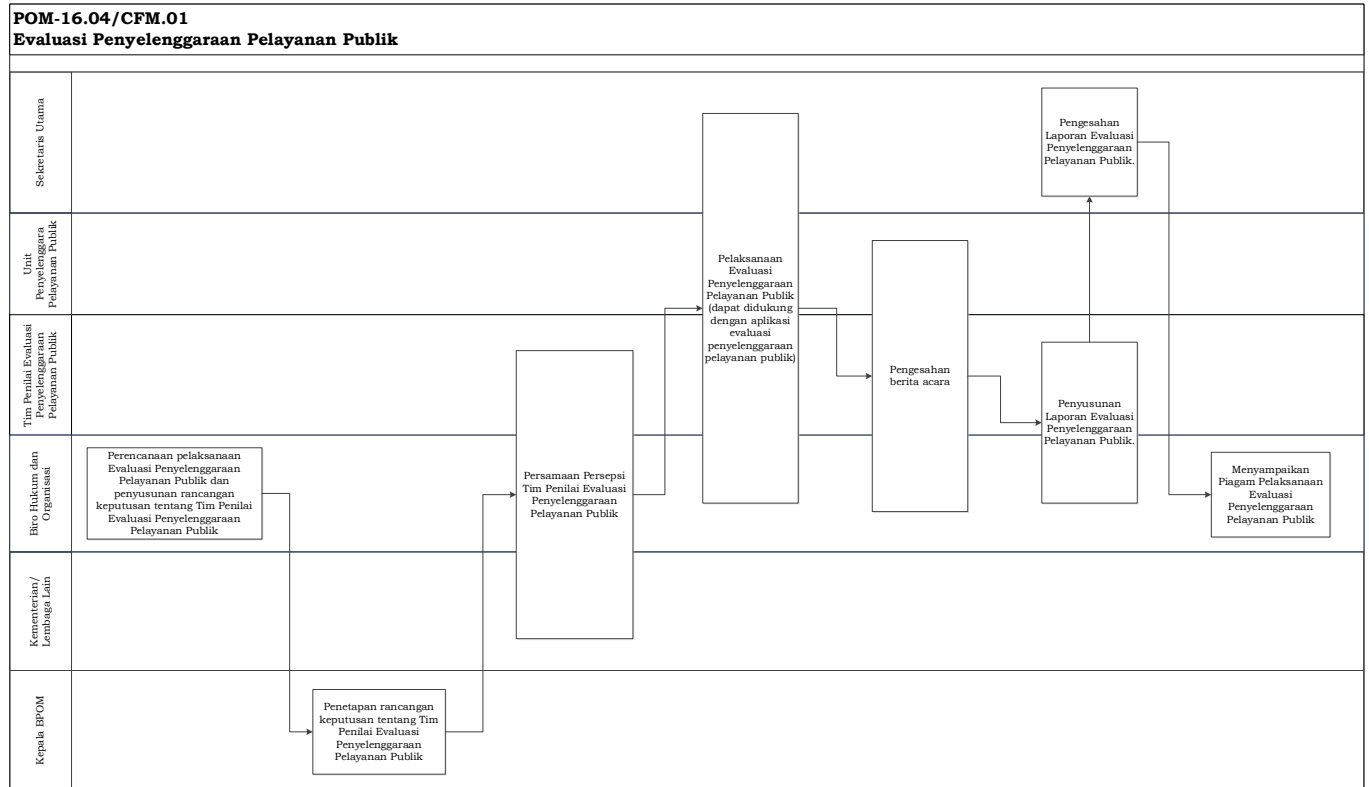 POM-16.04/CFM.01
Evaluasi Penyelenggaraan Pelayanan Publik
Sekretaris Utama
Unit
Penyelenggara
Pelayanan Publik
Tim Penilai Evaluasi
Penyelenggaraan
Pelayanan Publik
Biro Hukum dan
Organisasi
Kementerian/
Lembaga Lain
Kepala BPOM
Perencanaan pelaksanaan
Evaluasi Penyelenggaraan
Pelayanan Publik dan
penyusunan rancangan
keputusan tentang Tim Penilai
Evaluasi Penyelenggaraan
Pelayanan Publik
Penetapan rancangan
keputusan tentang Tim
Penilai Evaluasi
Penyelenggaraan
Pelayanan Publik
Persamaan Persepsi
Tim Penilai Evaluasi
Penyelenggaraan
Pelayanan Publik
Pelaksanaan
Evaluasi
Penyelenggaraan
Pelayanan Publik
(dapat didukung
dengan aplikasi
evaluasi
penyelenggaraan
pelayanan publik)
Pengesahan
berita acara
Penyusunan
Laporan Evaluasi
Penyelenggaraan
Pelayanan Publik.
Pengesahan
Laporan Evaluasi
Penyelenggaraan
Pelayanan Publik.
Menyampaikan
Piagam Pelaksanaan
Evaluasi
Penyelenggaraan
Pelayanan Publik